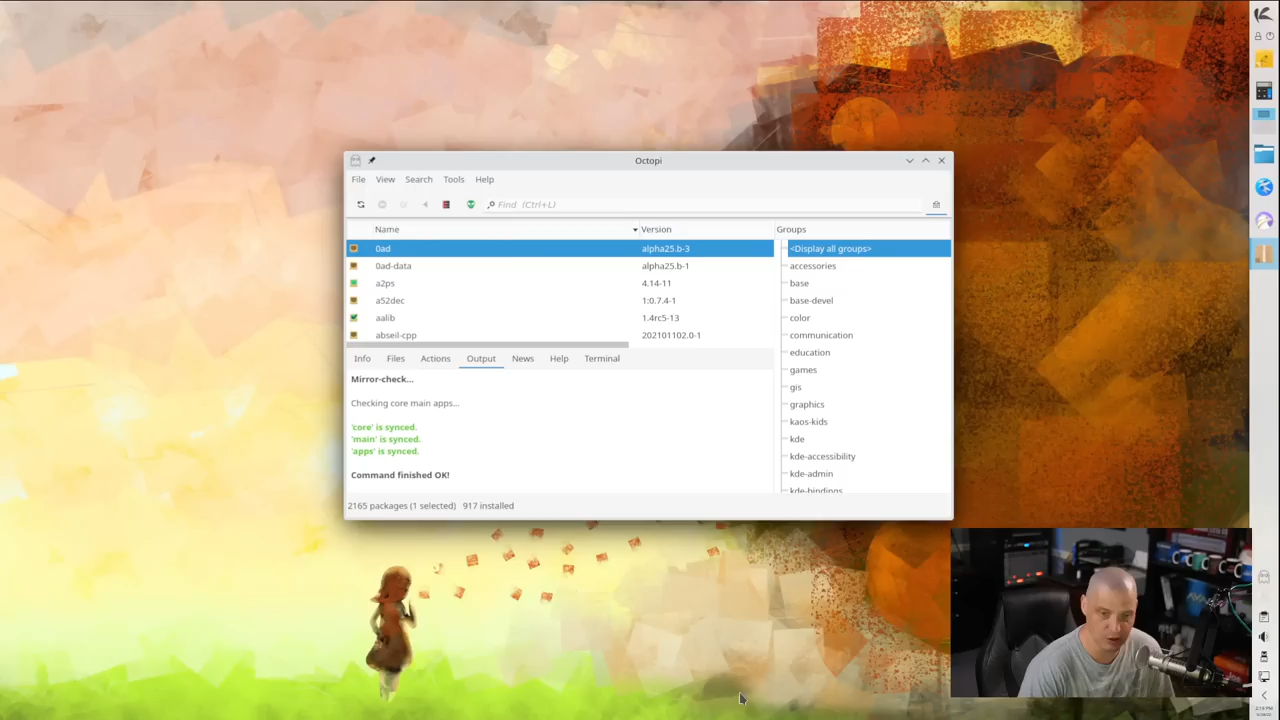 Octopi
File View Search Tools Help
Find (Ctrl+L)
Name Version
0ad alpha25.b-3
0ad-data alpha25.b-1
a2ps 4.14-11
a52dec 1:0.7.4-1
aalib 1.4rc5-13
abseil-cpp 202101102.0-1
Groups
<Display all groups>
accessories
base
base-devel
color
communication
education
games
gis
graphics
kaos-kids
kde
kde-accessibility
kde-admin
kde-bindings
Info Files Actions Output News Help Terminal
Mirror-check...
Checking core main apps...
'core' is synced.
'main' is synced.
'apps' is synced.
Command finished OK!
2165 packages (1 selected) 917 installed